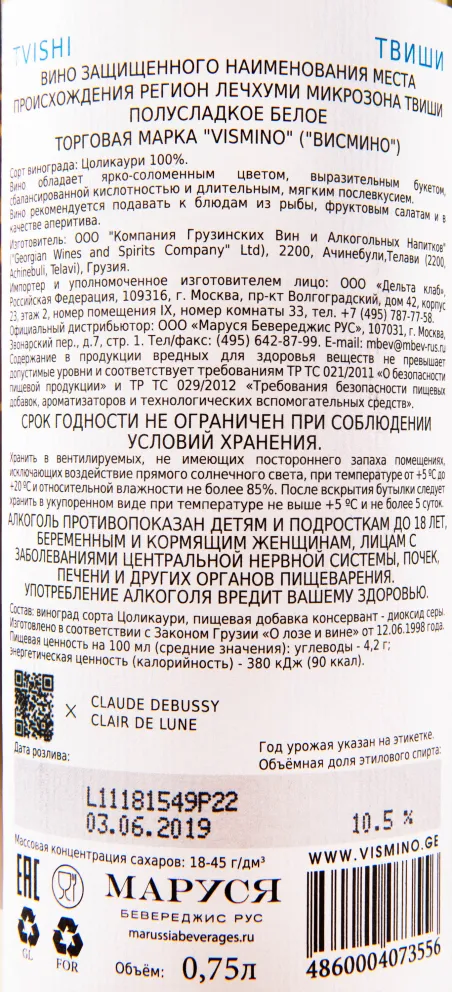 TVISHI ТВИШИ
ВИНО ЗАЩИЩЕННОГО НАИМЕНОВАНИЯ МЕСТА
ПРОИСХОЖДЕНИЯ РЕГИОН ЛЕЧХУМИ МИКРОЗОНА ТВИШИ
ПОЛУСЛАДКОЕ БЕЛОЕ
ТОРГОВАЯ МАРКА "VISMINO" ("ВИСМИНО")
Сорт винограда: Цоликаури 100%.
Вино обладает ярко-соломенным цветом, выразительным букетом,
сбалансированной кислотностью и длительным, мягким послевкусием.
Вино рекомендуется подавать к блюдам из рыбы, фруктовым салатам и в
качестве аперитива.
Изготовитель: ООО "Компания Грузинских Вин и Алкогольных Напитков"
"Georgian Wines and Spirits Company" Ltd), 2200, Ачинебули,Телави (2200,
Achinebuli, Telavi), Грузия.
Импортер и уполномоченное изготовителем лицо: ООО «Дельта клаб»,
Российская Федерация, 109316, г. Москва, пр-кт Волгоградский, дом 42, корпус
23, этаж 2, номер помещения IX, номер комнаты 33, тел. +7 (495) 787-77-58.
Официальный дистрибьютор: ООО «Маруся Бевереджис РУС», 107031, г. Москва,
Звонарский пер., д.7, стр. 1. Тел/факс: (495) 642-87-99. E-mail: mbev@mbev-rus.ru
Содержание в продукции вредных для здоровья веществ не превышает
допустимые уровни и соответствует требованиям ТР ТС 021/2011 «О безопасности
пищевой продукции» и ТР ТС 029/2012 «Требования безопасности пищевых
добавок, ароматизаторов и технологических вспомогательных средств».
СРОК ГОДНОСТИ НЕ ОГРАНИЧЕН ПРИ СОБЛЮДЕНИИ
УСЛОВИЙ ХРАНЕНИЯ.
Хранить в вентилируемых, не имеющих постороннего запаха помещениях,
исключающих воздействие прямого солнечного света, при температуре от +5 ºС до
+20 ºС и относительной влажности не более 85%. После вскрытия бутылки следует
хранить в укупоренном виде при температуре не выше +5 ºС и не более 5 суток.
АЛКОГОЛЬ ПРОТИВОПОКАЗАН ДЕТЯМ И ПОДРОСТКАМ ДО 18 ЛЕТ,
БЕРЕМЕННЫМ И КОРМЯЩИМ ЖЕНЩИНАМ, ЛИЦАМ С
ЗАБОЛЕВАНИЯМИ ЦЕНТРАЛЬНОЙ НЕРВНОЙ СИСТЕМЫ, ПОЧЕК,
ПЕЧЕНИ И ДРУГИХ ОРГАНОВ ПИЩЕВАРЕНИЯ.
УПОТРЕБЛЕНИЕ АЛКОГОЛЯ ВРЕДИТ ВАШЕМУ ЗДОРОВЬЮ.
Состав: виноград сорта Цоликаури, пищевая добавка консервант - диоксид серы.
Изготовлено в соответствии с Законом Грузии "О лозе и вине" от 12.06.1998 года.
Пищевая ценность на 100 мл (средние значения): углеводы - 4,2 г;
энергетическая ценность (калорийность) - 380 кДж (90 ккал).
X CLAUDE DEBUSSY
CLAIR DE LUNE
Дата розлива:
Год урожая указан на этикетке.
Объёмная доля этилового спирта:
L11181549P22
03.06.2019
10.5 %
Массовая концентрация сахаров: 18-45 г/дм³
WWW.VISMINO.GE
EAC
МАРУСЯ
БЕВЕРЕДЖИС РУС
marussiabeverages.ru
GL FOR
Объём: 0,75л
4860004073556